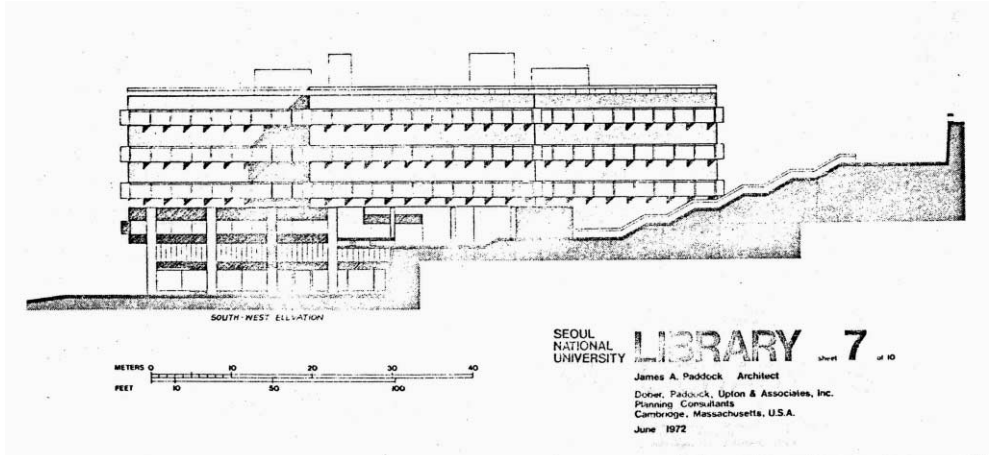 SOUTH-WEST ELEVATION
SEOUL
NATIONAL
UNIVERSITY
LIBRARY sheet 7 of 10
James A. Paddock Architect
Dober, Paddock, Upton & Associates, Inc.
Planning Consultants
Cambridge, Massachusetts, U.S.A.
June 1972
METERS 0 10 20 30 40
FEET 10 50 100